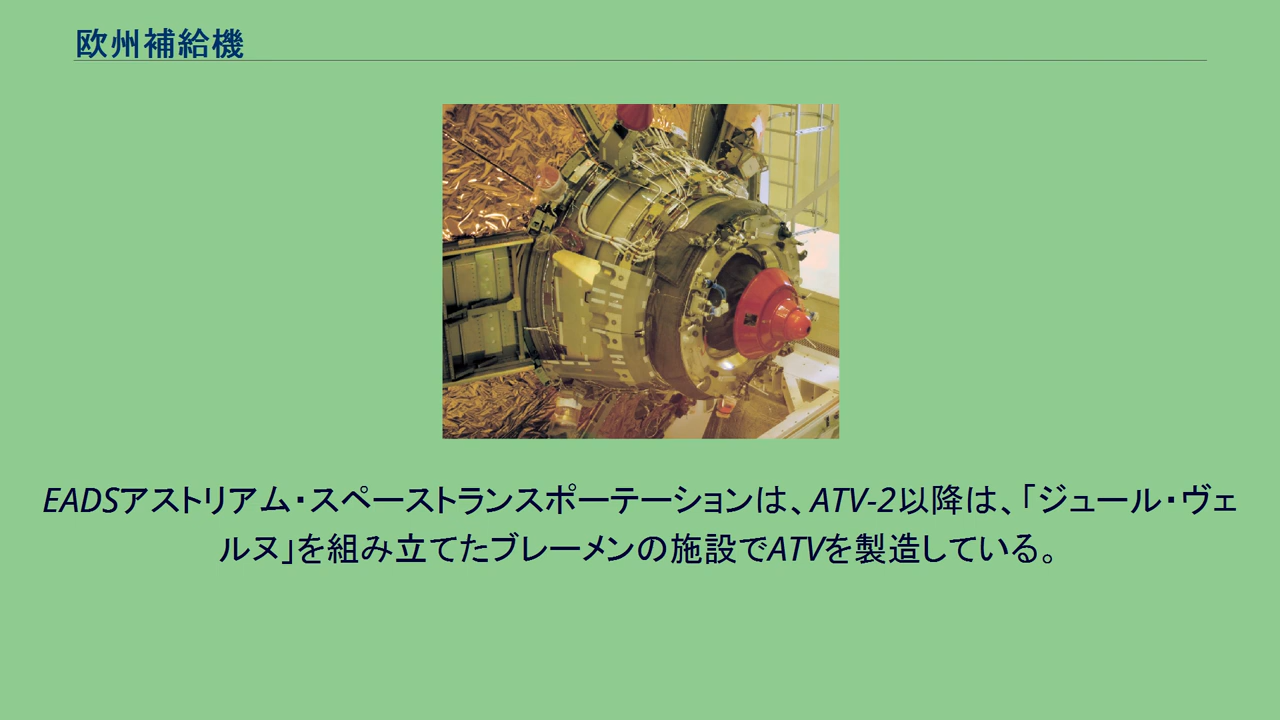 欧州補給機
EADSアストリアム・スペーストランスポーテーションは、ATV-2以降は、「ジュール・ヴェ
ルヌ」を組み立てたブレーメンの施設でATVを製造している。